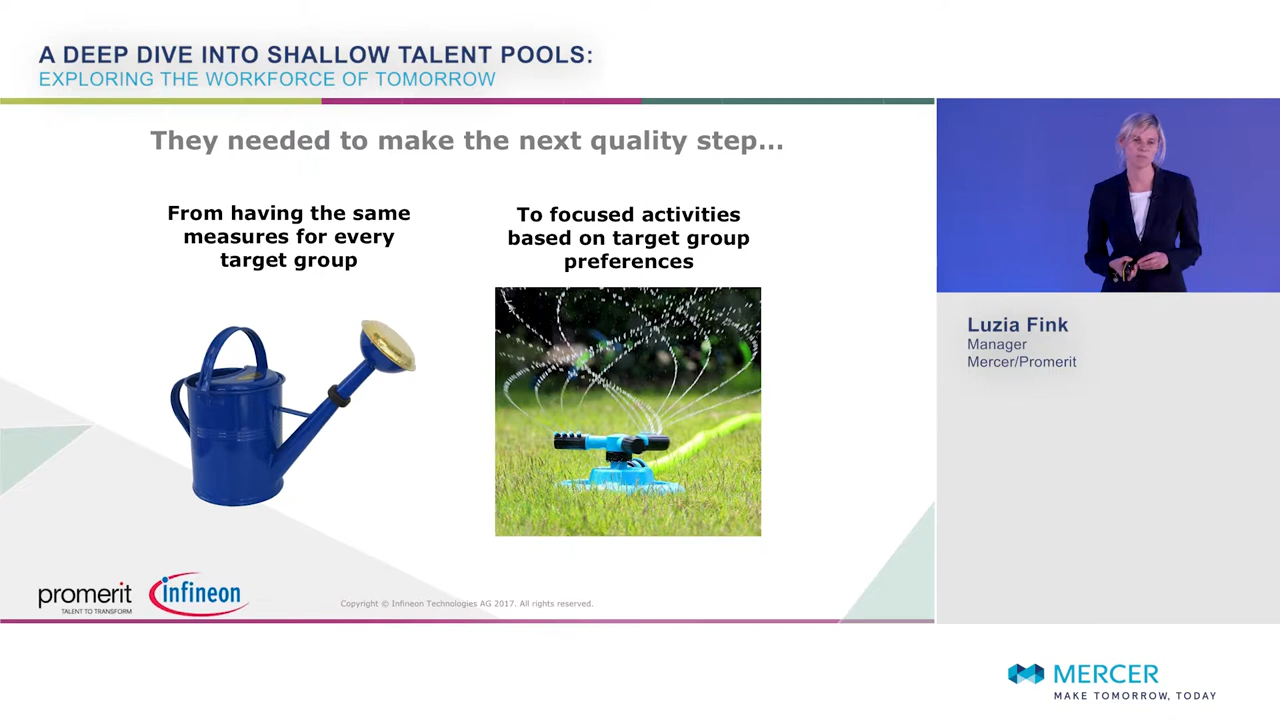 A DEEP DIVE INTO SHALLOW TALENT POOLS:
EXPLORING THE WORKFORCE OF TOMORROW
They needed to make the next quality step...
From having the same
measures for every
target group
To focused activities
based on target group
preferences
Luzia Fink
Manager
Mercer/Promerit
promerit
TALENT TO TRANSFORM
infineon
Copyright © Infineon Technologies AG 2017. All rights reserved.
MERCER
MAKE TOMORROW, TODAY